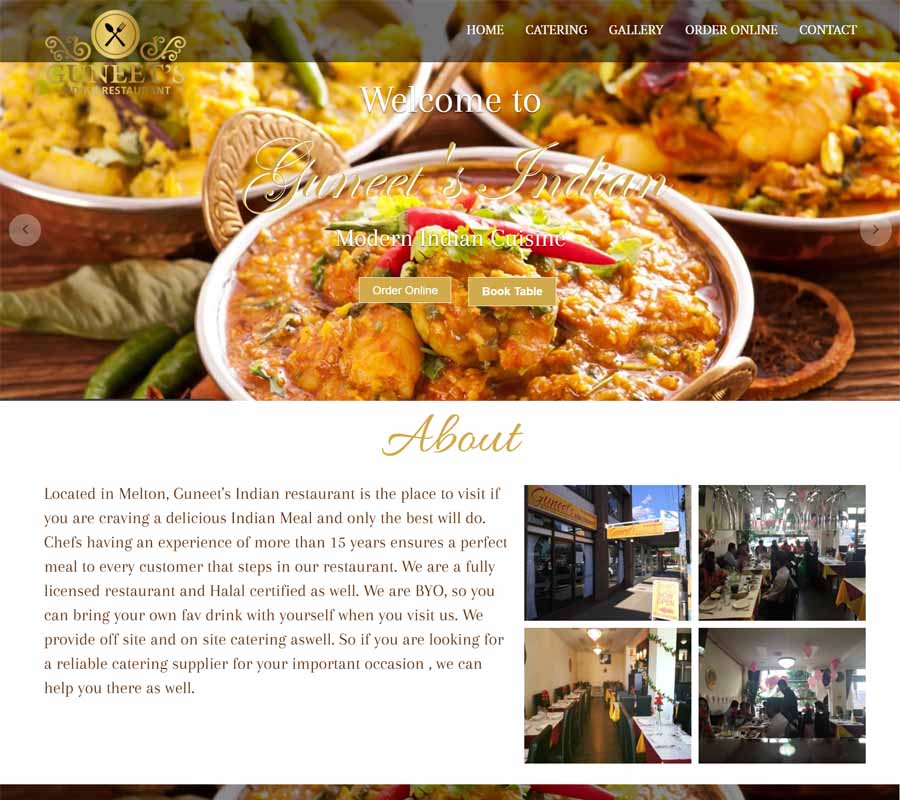 HOME CATERING GALLERY ORDER ONLINE CONTACT
GUNEET'S
INDIAN RESTAURANT
Welcome to
Guneet's Indian
Modern Indian Cuisine
Order Online Book Table
About
Located in Melton, Guneet's Indian restaurant is the place to visit if
you are craving a delicious Indian Meal and only the best will do.
Chefs having an experience of more than 15 years ensures a perfect
meal to every customer that steps in our restaurant. We are a fully
licensed restaurant and Halal certified as well. We are BYO, so you
can bring your own fav drink with yourself when you visit us. We
provide off site and on site catering aswell. So if you are looking for
a reliable catering supplier for your important occasion , we can
help you there as well.
Guneet's
NOW
OPEN